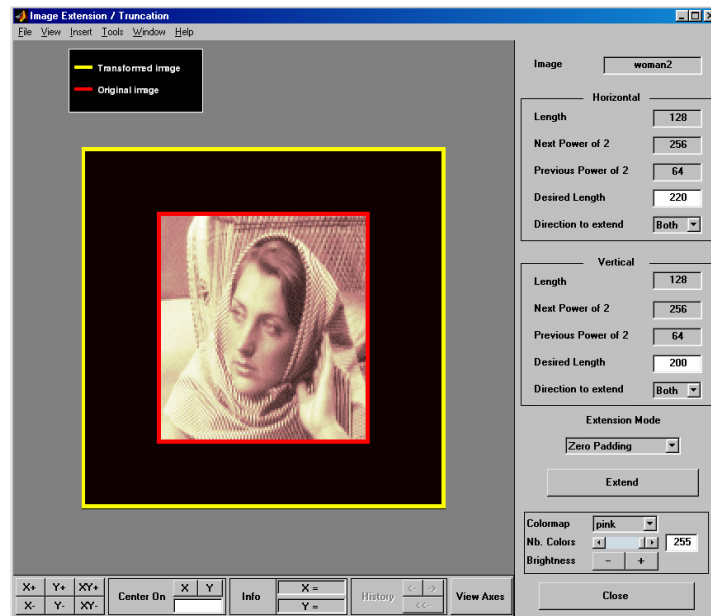 Image Extension / Truncation
File View Insert Tools Window Help
Transformed image
Original image
Image woman2
Horizontal
Length 128
Next Power of 2 256
Previous Power of 2 64
Desired Length 220
Direction to extend Both
Vertical
Length 128
Next Power of 2 256
Previous Power of 2 64
Desired Length 200
Direction to extend Both
Extension Mode
Zero Padding
Extend
Colormap pink
Nb. Colors 255
Brightness - +
Close
X+ Y+ XY+
X- Y- XY-
Center On X Y
Info X =
Y =
History <- ->
<<-
View Axes